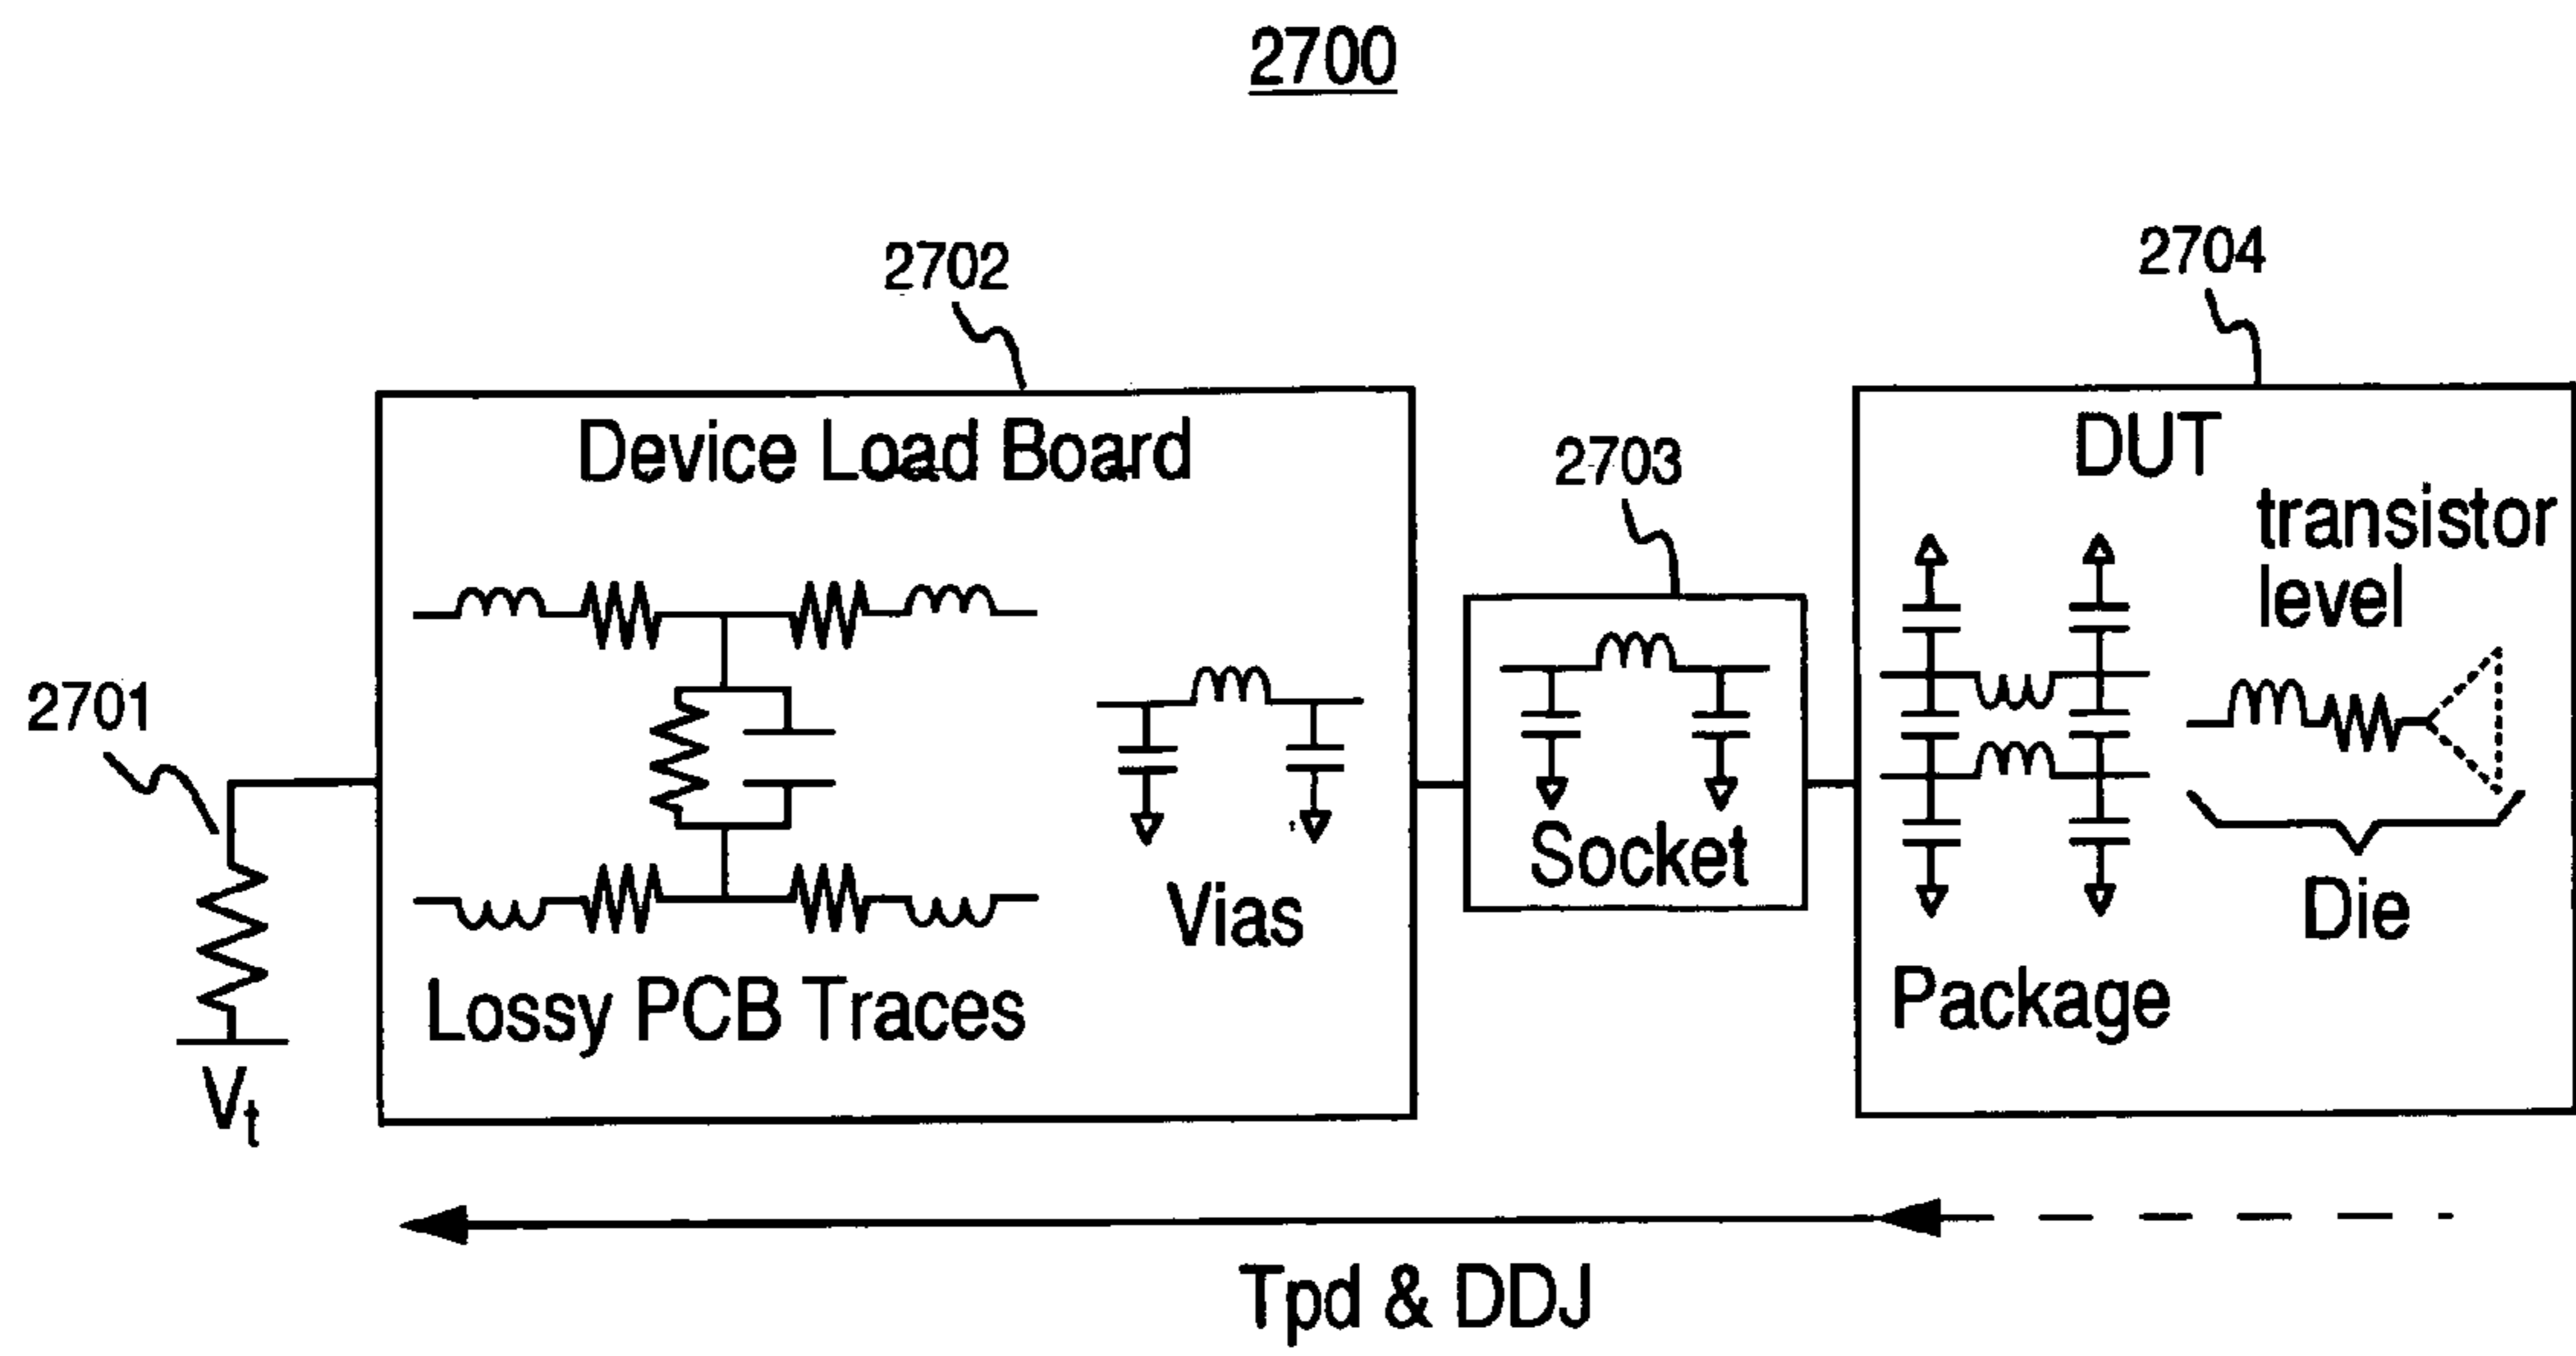 2700
2702
2704
Device Load Board
2703
DUT
transistor
level
2701
Socket
Vias
Die
Lossy PCB Traces
Package
Vt
Tpd & DDJ